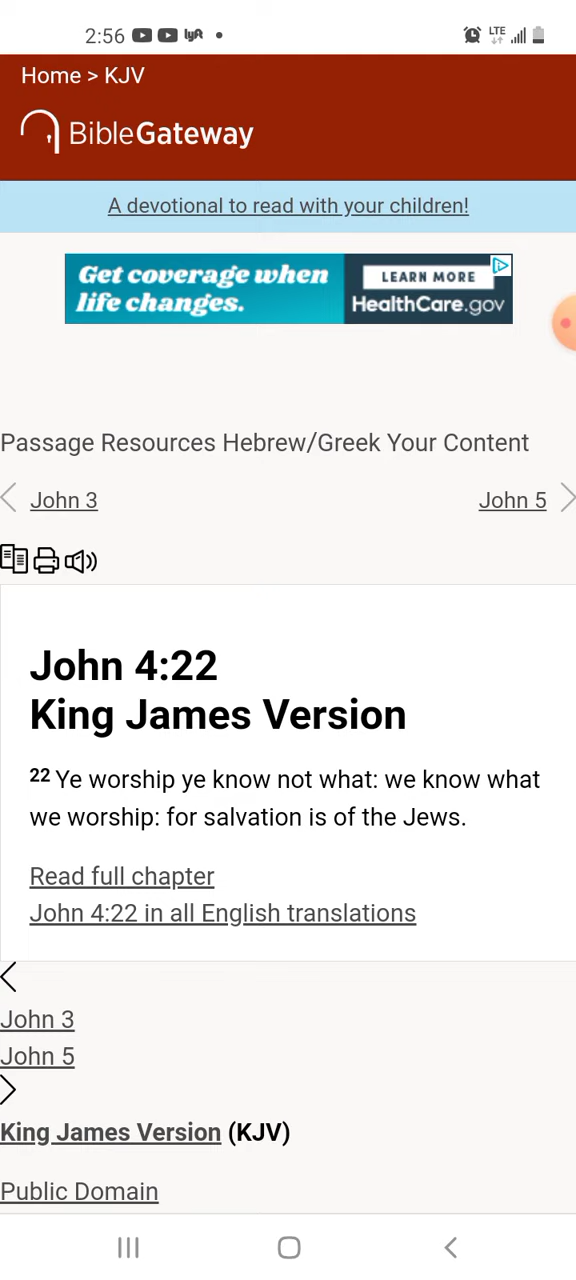 2:56 lyft
LTE
Home > KJV
BibleGateway
A devotional to read with your children!
Get coverage when
life changes.
LEARN MORE
HealthCare.gov
Passage Resources Hebrew/Greek Your Content
John 3
John 5
John 4:22
King James Version
22 Ye worship ye know not what: we know what
we worship: for salvation is of the Jews.
Read full chapter
John 4:22 in all English translations
John 3
John 5
King James Version (KJV)
Public Domain